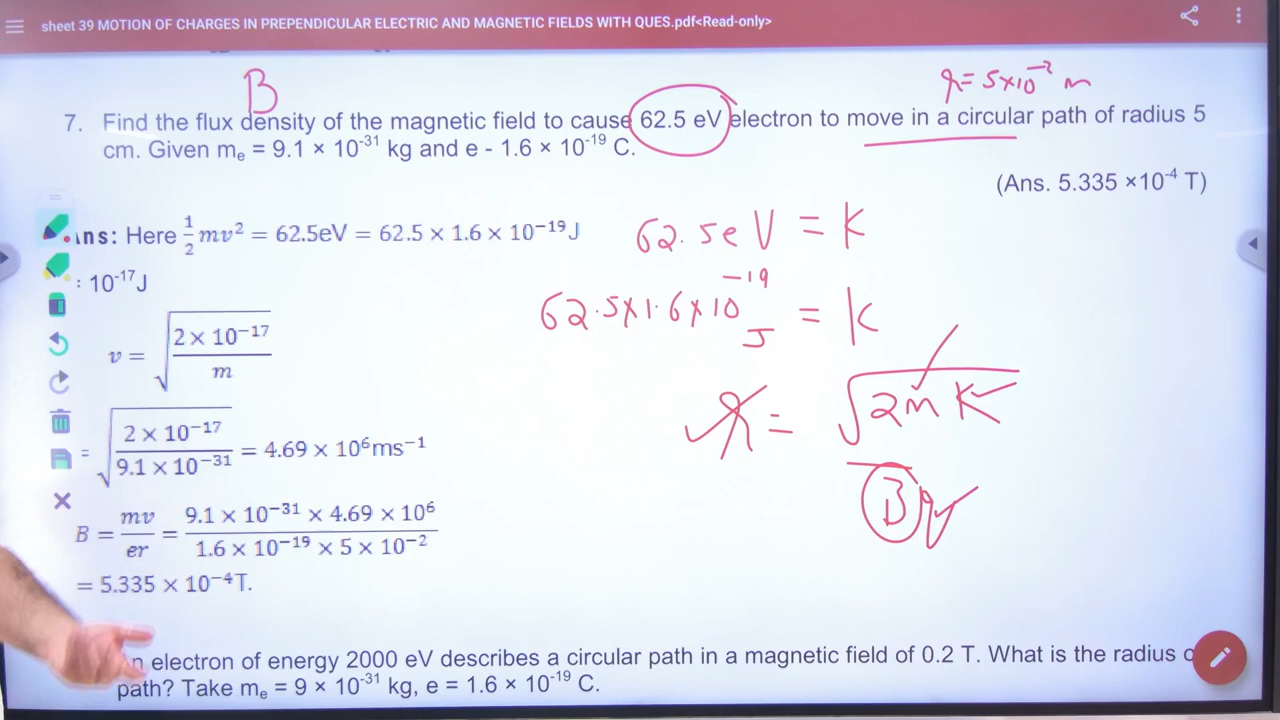 sheet 39 MOTION OF CHARGES IN PREPENDICULAR ELECTRIC AND MAGNETIC FIELDS WITH QUES.pdf<Read-only>
B
r = 5×10⁻² m
7. Find the flux density of the magnetic field to cause 62.5 eV electron to move in a circular path of radius 5
cm. Given mₑ = 9.1 × 10⁻³¹ kg and e - 1.6 × 10⁻¹⁹ C.
(Ans. 5.335 ×10⁻⁴ T)
ns: Here ½mv² = 62.5eV = 62.5 × 1.6 × 10⁻¹⁹J
: 10⁻¹⁷J
62.5eV = K
62.5×1.6×10⁻¹⁹ J = K
v = √(2 × 10⁻¹⁷ / m)
r = √2mK / Bq
= √(2 × 10⁻¹⁷ / 9.1 × 10⁻³¹) = 4.69 × 10⁶ms⁻¹
B = mv/er = 9.1 × 10⁻³¹ × 4.69 × 10⁶ / 1.6 × 10⁻¹⁹ × 5 × 10⁻²
= 5.335 × 10⁻⁴T.
n electron of energy 2000 eV describes a circular path in a magnetic field of 0.2 T. What is the radius
path? Take mₑ = 9 × 10⁻³¹ kg, e = 1.6 × 10⁻¹⁹ C.